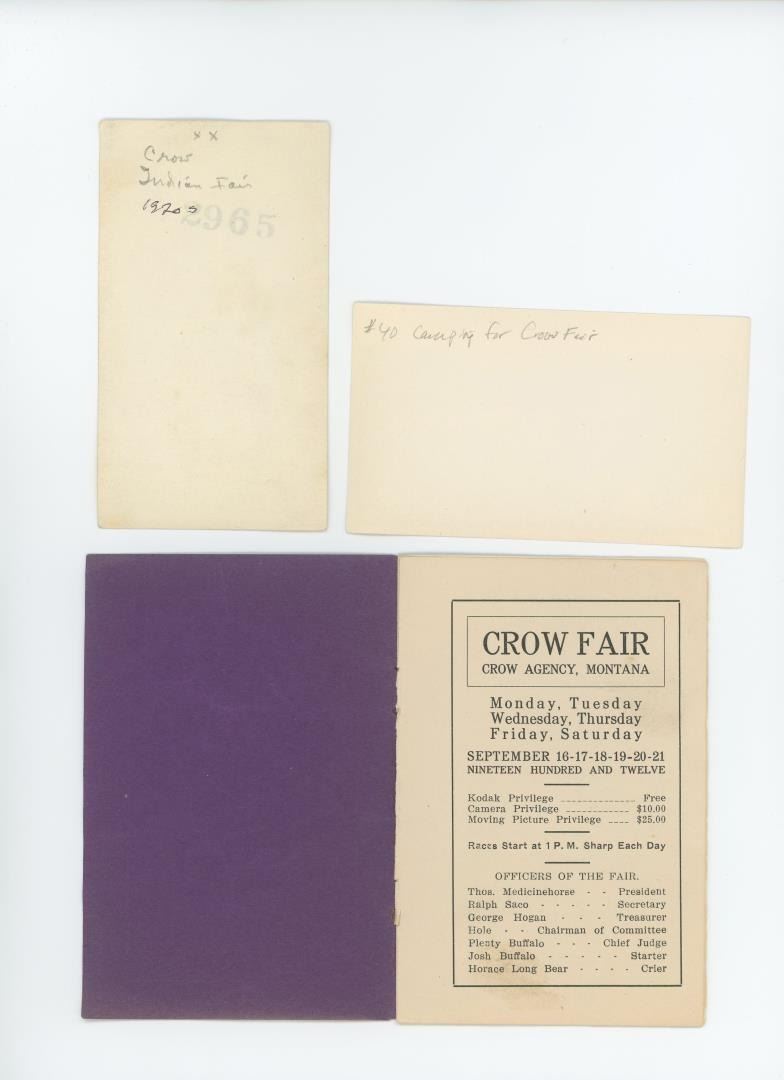 x x
Crow
Indian Fair
1920s
2965
#40 Camping for Crow Fair
CROW FAIR
CROW AGENCY, MONTANA
Monday, Tuesday
Wednesday, Thursday
Friday, Saturday
SEPTEMBER 16-17-18-19-20-21
NINETEEN HUNDRED AND TWELVE
Kodak Privilege ------------- Free
Camera Privilege ------------ $10.00
Moving Picture Privilege ---- $25.00
Races Start at 1 P. M. Sharp Each Day
OFFICERS OF THE FAIR.
Thos. Medicinehorse - - President
Ralph Saco - - - - - Secretary
George Hogan - - - Treasurer
Hole - - Chairman of Committee
Plenty Buffalo - - - Chief Judge
Josh Buffalo - - - - - Starter
Horace Long Bear - - - - Crier